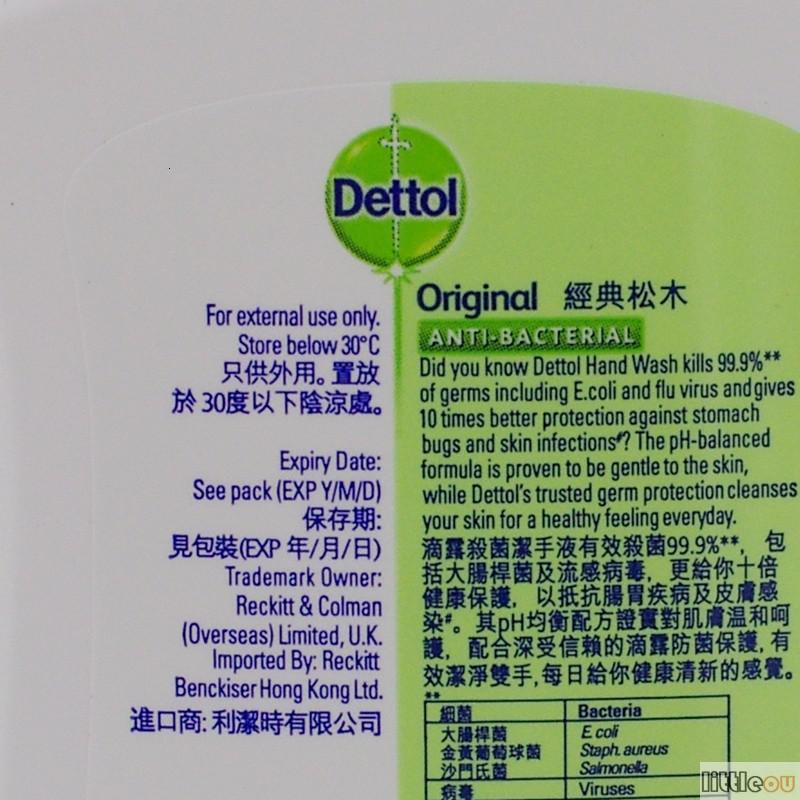 Dettol
For external use only.
Store below 30°C
只供外用。置放
於 30度以下陰涼處。
Expiry Date:
See pack (EXP Y/M/D)
保存期:
見包裝(EXP 年/月/日)
Trademark Owner:
Reckitt & Colman
(Overseas) Limited, U.K.
Imported By: Reckitt
Benckiser Hong Kong Ltd.
進口商: 利潔時有限公司
Original 經典松木
ANTI-BACTERIAL
Did you know Dettol Hand Wash kills 99.9%**
of germs including E.coli and flu virus and gives
10 times better protection against stomach
bugs and skin infections#? The pH-balanced
formula is proven to be gentle to the skin,
while Dettol's trusted germ protection cleanses
your skin for a healthy feeling everyday.
滴露殺菌潔手液有效殺菌99.9%**, 包
括大腸桿菌及流感病毒, 更給你十倍
健康保護, 以抵抗腸胃疾病及皮膚感
染#。其pH均衡配方證實對肌膚温和呵
護, 配合深受信賴的滴露防菌保護, 有
效潔淨雙手, 每日給你健康清新的感覺。
**
細菌 Bacteria
大腸桿菌 E. coli
金黃葡萄球菌 Staph. aureus
沙門氏菌 Salmonella
病毒 Viruses
littleou